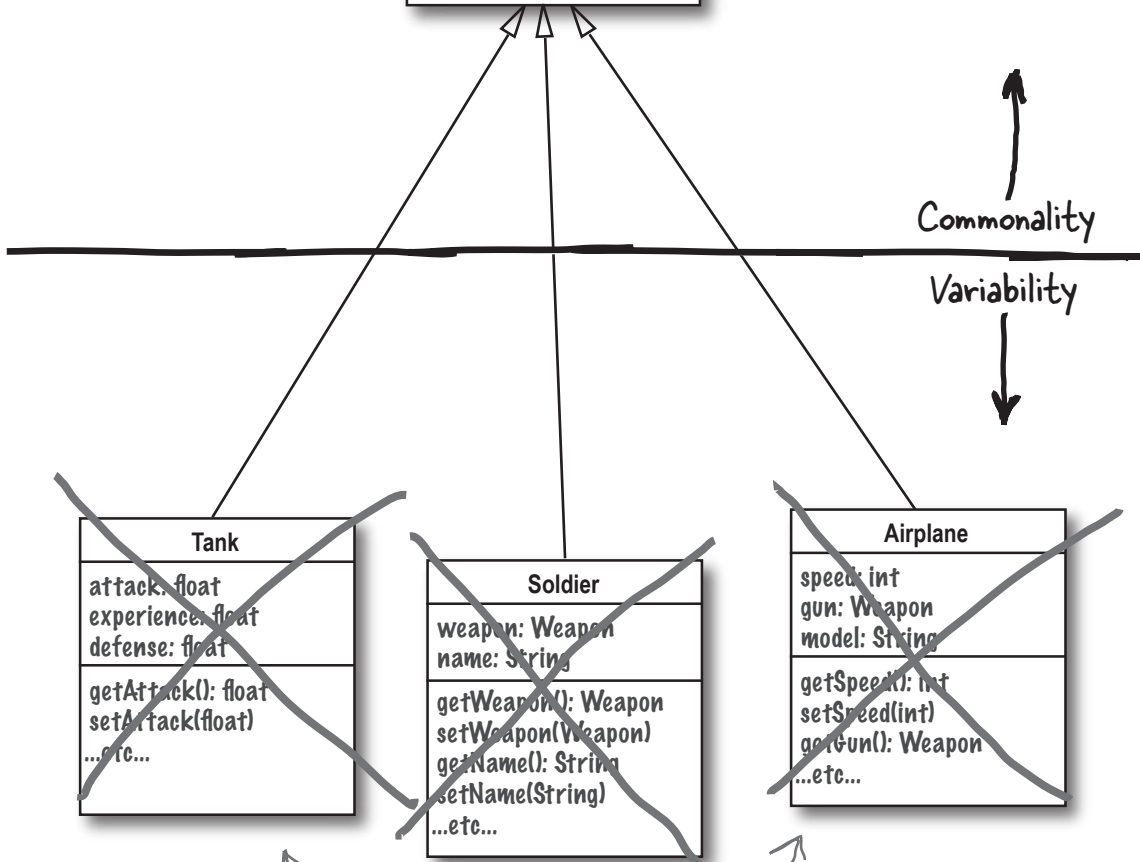 Commonality
Variability
Tank
attack: float
experience: float
defense: float
getAttack(): float
setAttack(float)
...etc...
Soldier
weapon: Weapon
name: String
getWeapon(): Weapon
setWeapon(Weapon)
getName(): String
setName(String)
...etc...
Airplane
speed: int
gun: Weapon
model: String
getSpeed(): int
setSpeed(int)
getGun(): Weapon
...etc...